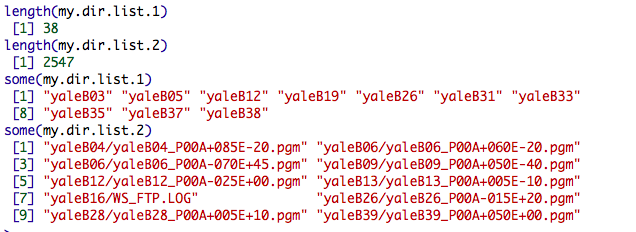 length(my.dir.list.1)
[1] 38
length(my.dir.list.2)
[1] 2547
some(my.dir.list.1)
[1] "yaleB03" "yaleB05" "yaleB12" "yaleB19" "yaleB26" "yaleB31" "yaleB33"
[8] "yaleB35" "yaleB37" "yaleB38"
some(my.dir.list.2)
[1] "yaleB04/yaleB04_P00A+085E-20.pgm" "yaleB06/yaleB06_P00A+060E-20.pgm"
[3] "yaleB06/yaleB06_P00A-070E+45.pgm" "yaleB09/yaleB09_P00A+050E-40.pgm"
[5] "yaleB12/yaleB12_P00A-025E+00.pgm" "yaleB13/yaleB13_P00A+005E-10.pgm"
[7] "yaleB16/WS_FTP.LOG" "yaleB26/yaleB26_P00A-015E+20.pgm"
[9] "yaleB28/yaleB28_P00A+005E+10.pgm" "yaleB39/yaleB39_P00A+050E+00.pgm"